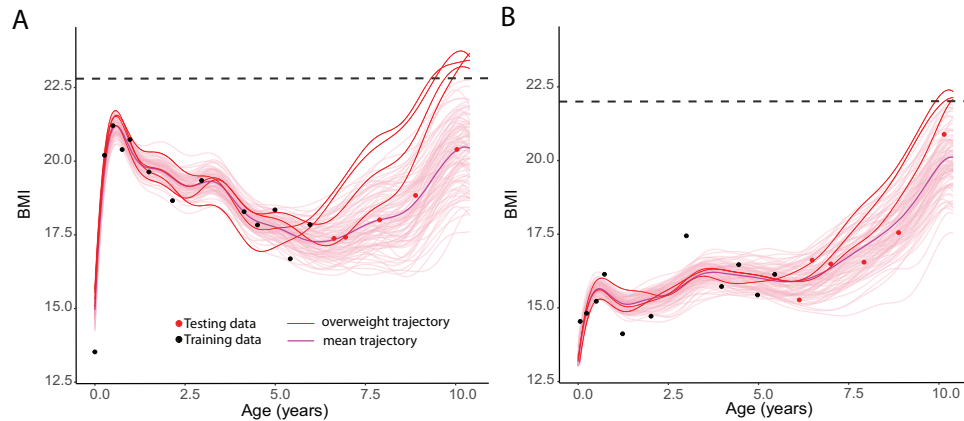 A
BMI
22.5
20.0
17.5
15.0
12.5
Testing data
Training data
overweight trajectory
mean trajectory
0.0 2.5 5.0 7.5 10.0
Age (years)
B
BMI
22.5
20.0
17.5
15.0
12.5
0.0 2.5 5.0 7.5 10.0
Age (years)